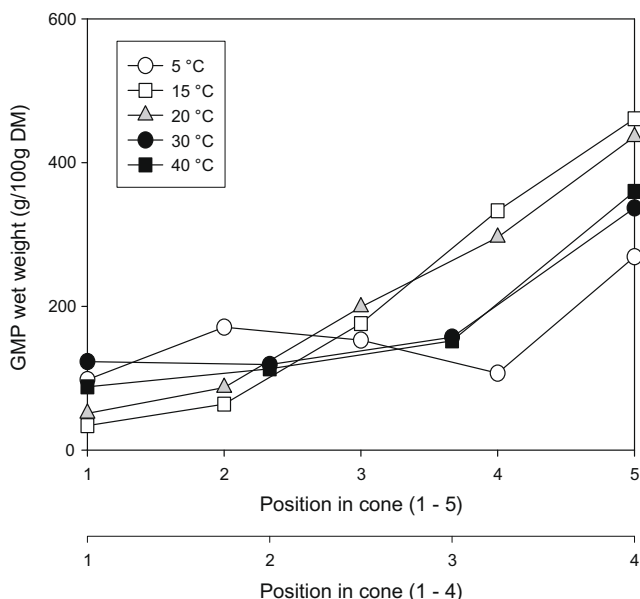 600
400
200
0
GMP wet weight (g/100g DM)
5 °C
15 °C
20 °C
30 °C
40 °C
1 2 3 4 5
Position in cone (1 - 5)
1 2 3 4
Position in cone (1 - 4)